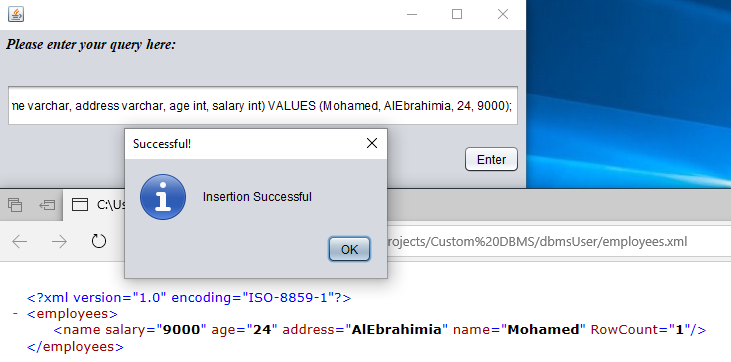 Please enter your query here:
me varchar, address varchar, age int, salary int) VALUES (Mohamed, AlEbrahimia, 24, 9000);
Successful!
Enter
Insertion Successful
C:\Us
OK
rojects/Custom%20DBMS/dbmsUser/employees.xml
<?xml version="1.0" encoding="ISO-8859-1"?>
- <employees>
<name salary="9000" age="24" address="AlEbrahimia" name="Mohamed" RowCount="1"/>
</employees>